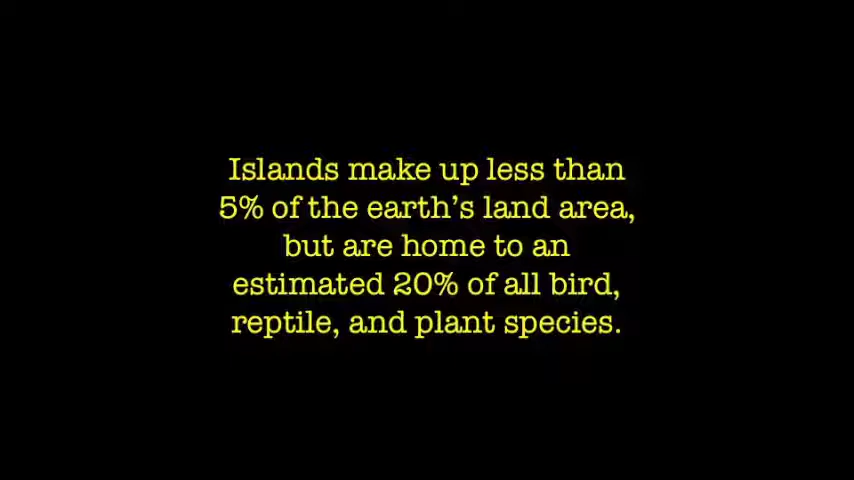 Islands make up less than
5% of the earth’s land area,
but are home to an
estimated 20% of all bird,
reptile, and plant species.